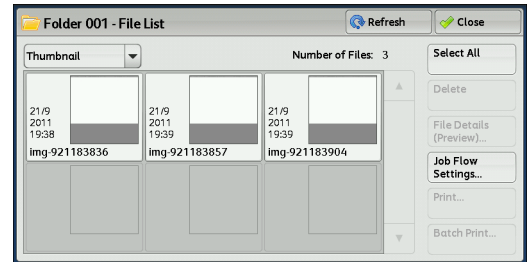 Folder 001 - File List
Refresh
Close
Thumbnail
Number of Files: 3
Select All
Delete
File Details
(Preview)...
Job Flow
Settings...
Print...
Batch Print...
21/9
2011
19:38
img-921183836
21/9
2011
19:39
img-921183857
21/9
2011
19:39
img-921183904